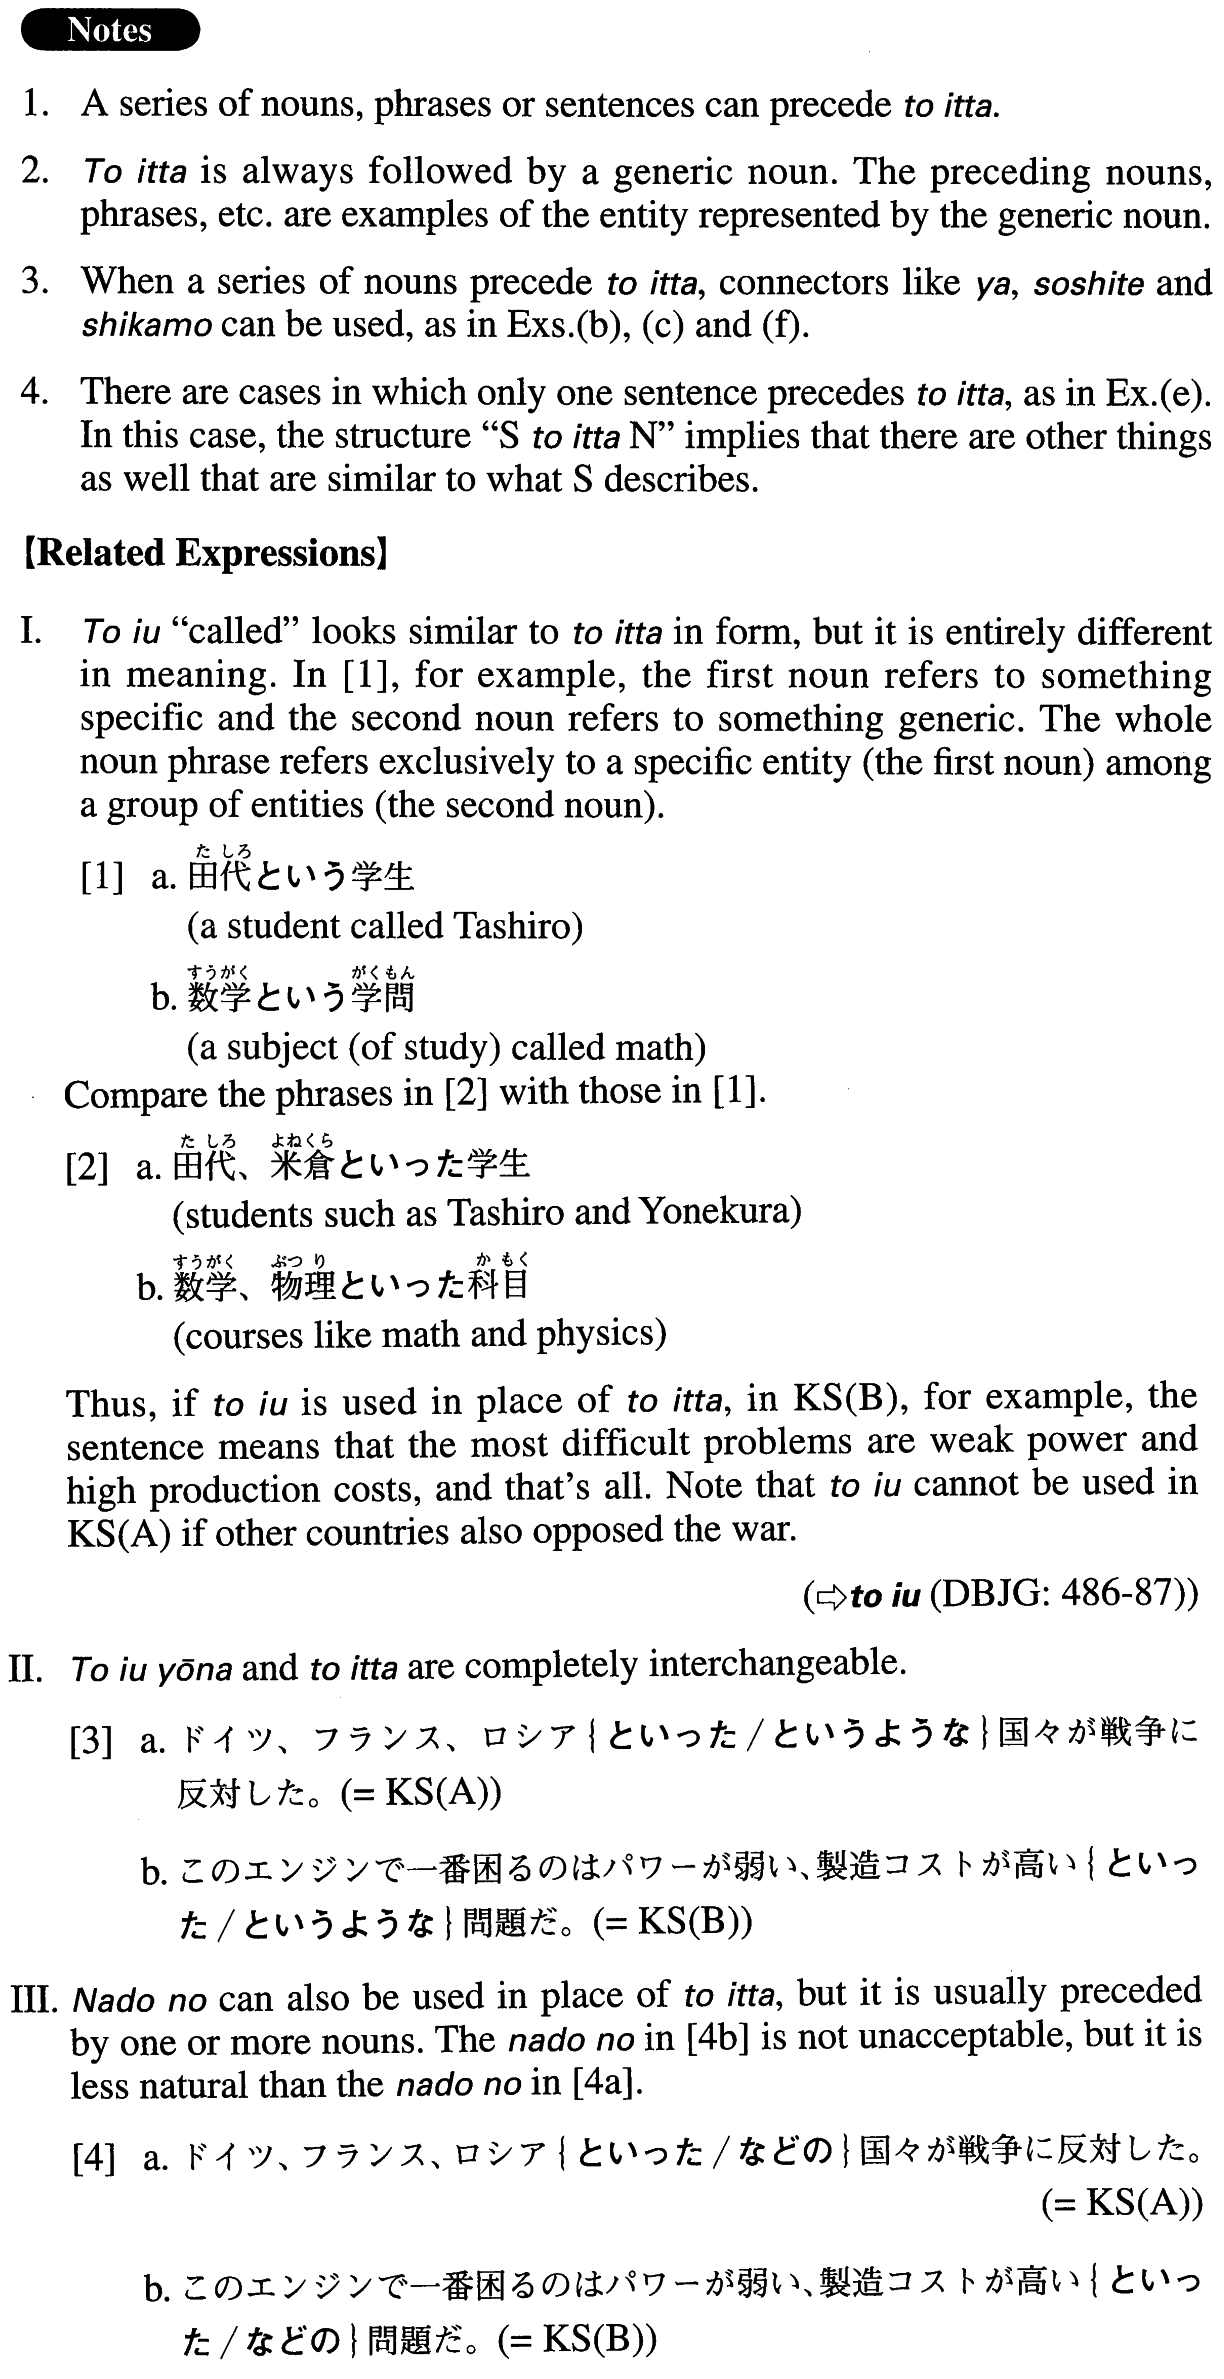 Notes
1. A series of nouns, phrases or sentences can precede to itta.
2. To itta is always followed by a generic noun. The preceding nouns,
phrases, etc. are examples of the entity represented by the generic noun.
3. When a series of nouns precede to itta, connectors like ya, soshite and
shikamo can be used, as in Exs.(b), (c) and (f).
4. There are cases in which only one sentence precedes to itta, as in Ex.(e).
In this case, the structure “S to itta N” implies that there are other things
as well that are similar to what S describes.
【Related Expressions】
I. To iu “called” looks similar to to itta in form, but it is entirely different
in meaning. In [1], for example, the first noun refers to something
specific and the second noun refers to something generic. The whole
noun phrase refers exclusively to a specific entity (the first noun) among
a group of entities (the second noun).
た しろ
[1] a. 田代という学生
(a student called Tashiro)
すうがく がくもん
b. 数学という学問
(a subject (of study) called math)
Compare the phrases in [2] with those in [1].
た しろ よねくら
[2] a. 田代、米倉といった学生
(students such as Tashiro and Yonekura)
すうがく ぶつ り か もく
b. 数学、物理といった科目
(courses like math and physics)
Thus, if to iu is used in place of to itta, in KS(B), for example, the
sentence means that the most difficult problems are weak power and
high production costs, and that’s all. Note that to iu cannot be used in
KS(A) if other countries also opposed the war.
(⇨to iu (DBJG: 486-87))
II. To iu yōna and to itta are completely interchangeable.
[3] a. ドイツ、フランス、ロシア{といった/というような}国々が戦争に
反対した。(= KS(A))
b. このエンジンで一番困るのはパワーが弱い、製造コストが高い{といっ
た/というような}問題だ。(= KS(B))
III. Nado no can also be used in place of to itta, but it is usually preceded
by one or more nouns. The nado no in [4b] is not unacceptable, but it is
less natural than the nado no in [4a].
[4] a. ドイツ、フランス、ロシア{といった/などの}国々が戦争に反対した。
(= KS(A))
b. このエンジンで一番困るのはパワーが弱い、製造コストが高い{といっ
た/などの}問題だ。(= KS(B))